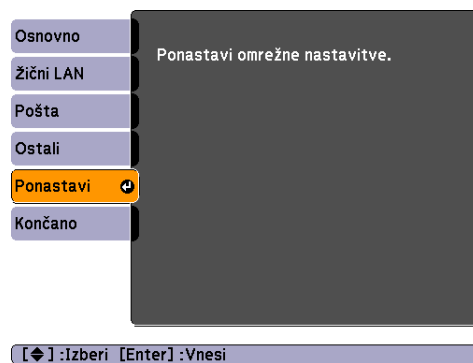 Osnovno
Žični LAN
Pošta
Ostali
Ponastavi
Končano
Ponastavi omrežne nastavitve.
[◆] :Izberi [Enter] :Vnesi